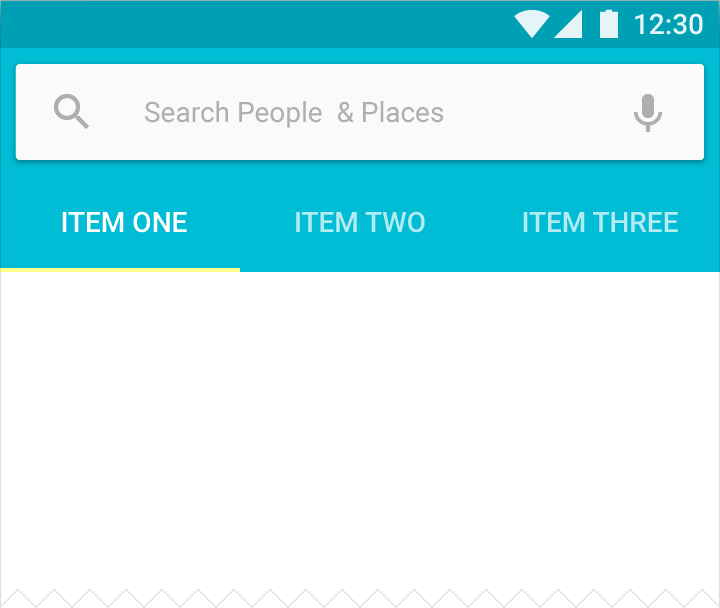 12:30
Search People & Places
ITEM ONE ITEM TWO ITEM THREE